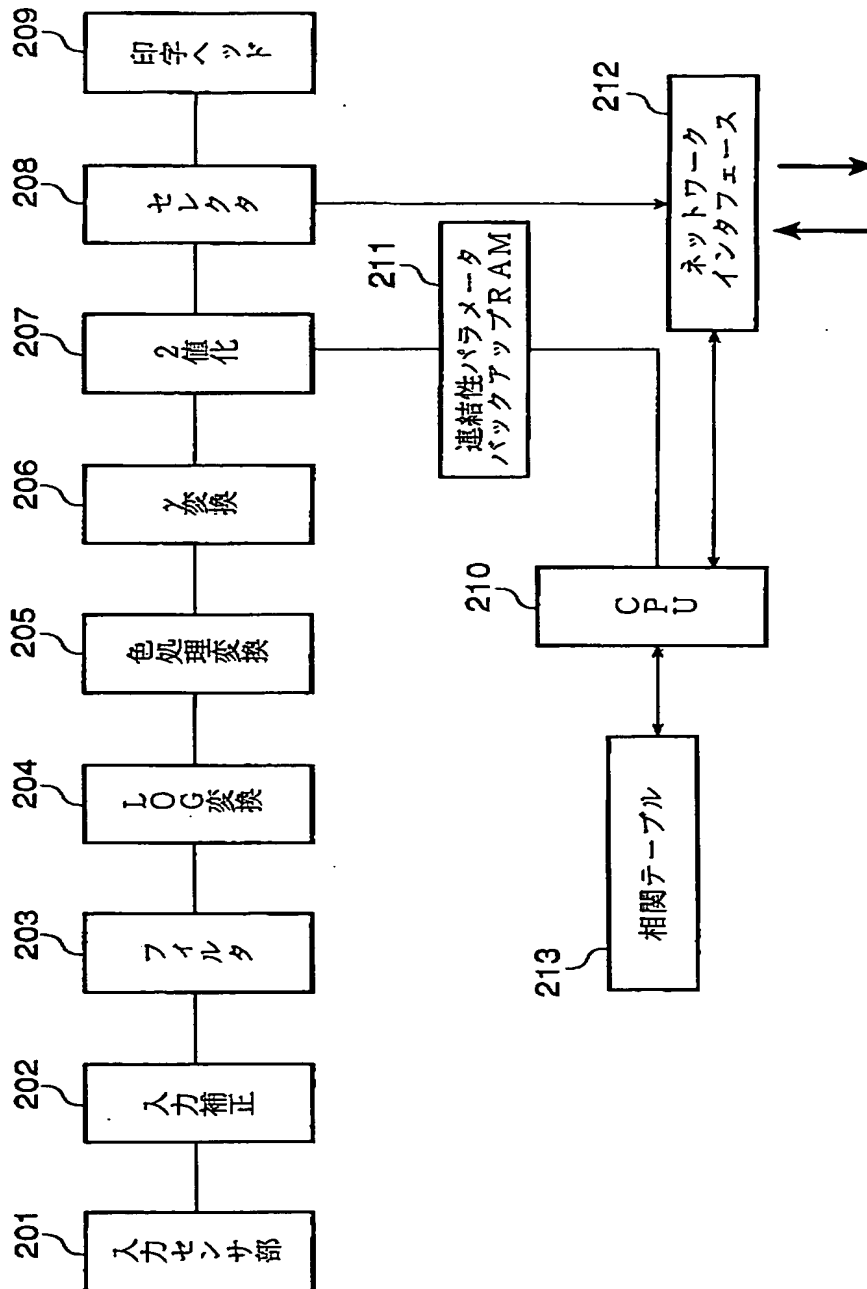 201
入力センサ部
202
入力補正
203
フィルタ
204
LOG変換
205
色処理変換
206
γ変換
207
2値化
208
セレクタ
209
印字ヘッド
210
CPU
211
連結性パラメータ
バックアップRAM
212
ネットワーク
インタフェース
213
相関テーブル